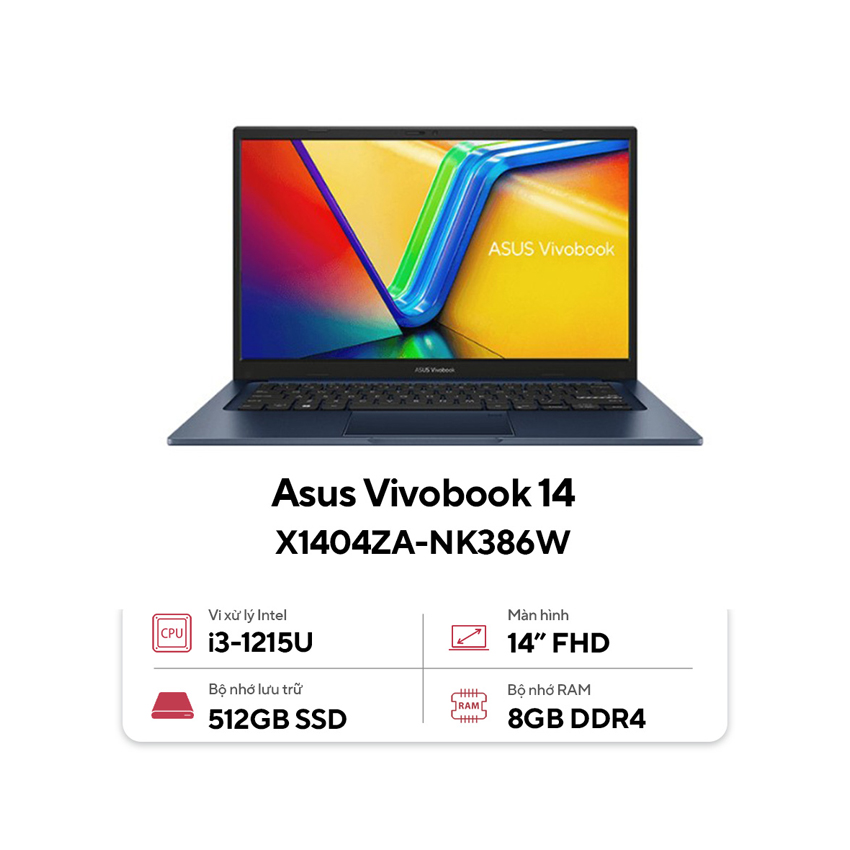 ASUS Vivobook
ASUS Vivobook
Asus Vivobook 14
X1404ZA-NK386W
Vi xử lý Intel
i3-1215U
Màn hình
14″ FHD
CPU
Bộ nhớ lưu trữ
512GB SSD
Bộ nhớ RAM
8GB DDR4
RAM